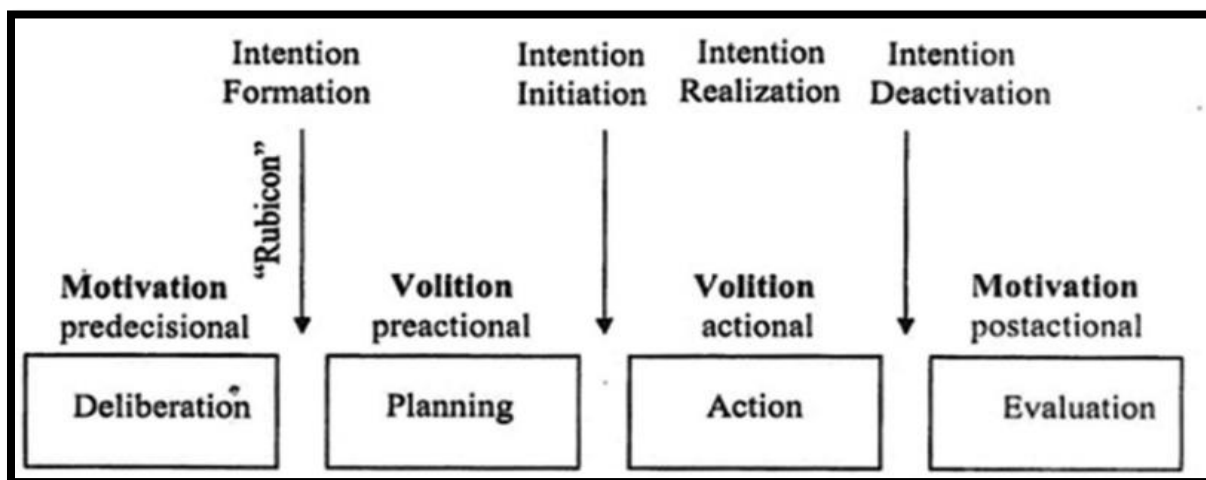 Intention
Formation
Intention
Initiation
Intention
Realization
Intention
Deactivation
"Rubicon"
Motivation
predecisional
Volition
preactional
Volition
actional
Motivation
postactional
Deliberation
Planning
Action
Evaluation